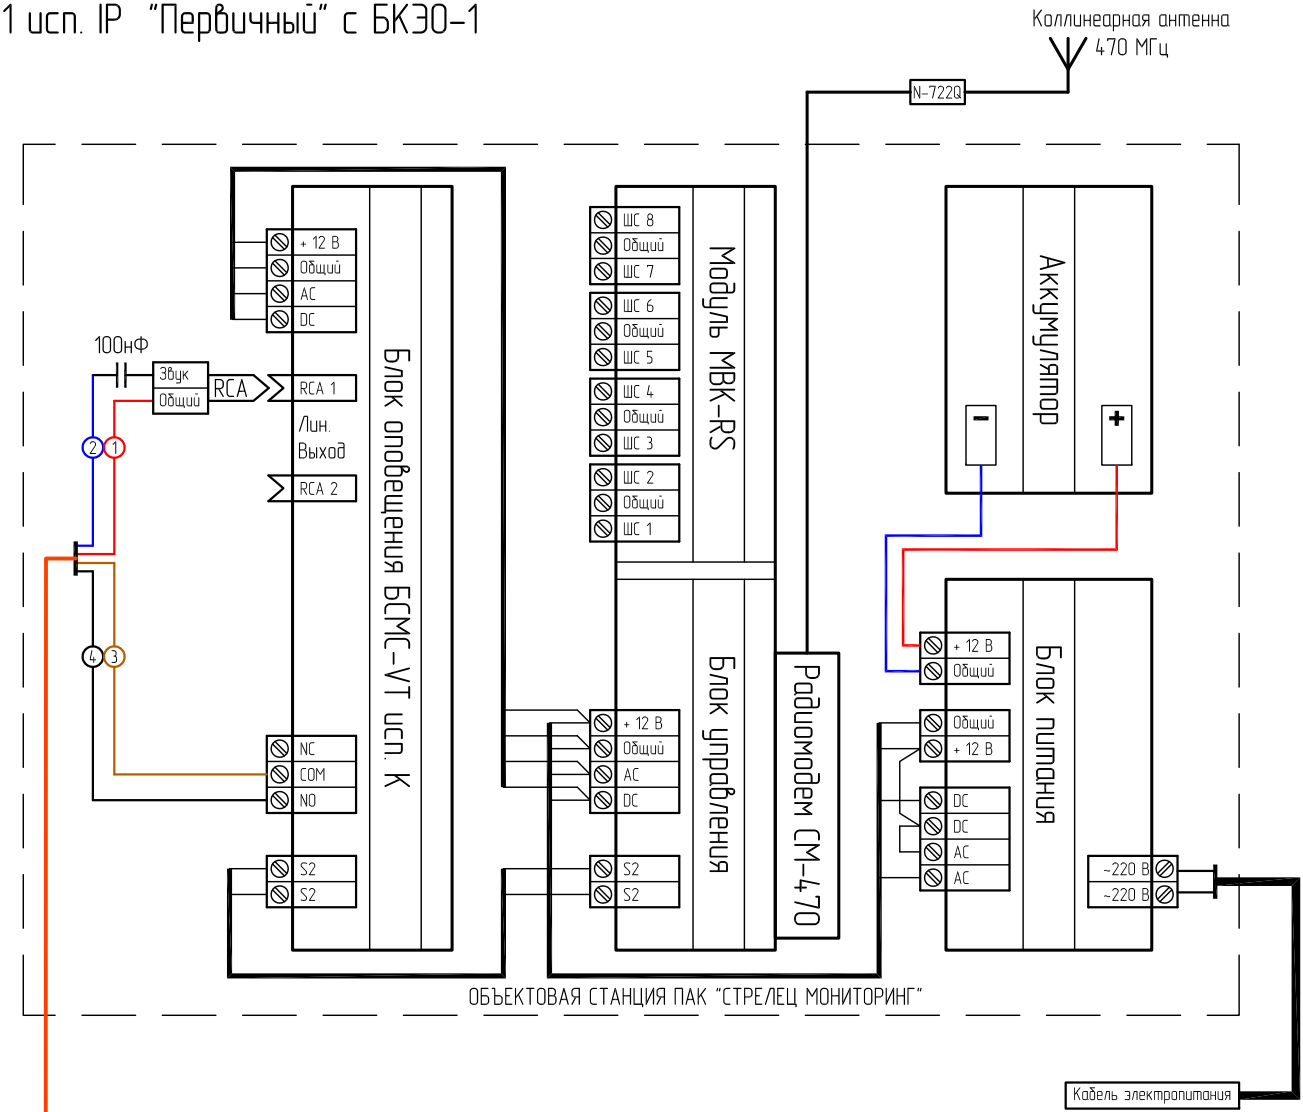 1 исп. IP "Первичный" с БКЭО-1
Коллинеарная антенна
470 МГц
N-722Q
+ 12 В
Общий
AC
DC
100нФ
Звук
Общий
RCA
RCA 1
Лин.
Выход
RCA 2
2
1
4
3
NC
COM
NO
S2
S2
Блок оповещения БСМС-VT исп. К
ШС 8
Общий
ШС 7
ШС 6
Общий
ШС 5
ШС 4
Общий
ШС 3
ШС 2
Общий
ШС 1
Модуль МВК-RS
+ 12 В
Общий
AC
DC
S2
S2
Блок управления
Радиомодем СМ-470
Аккумулятор
-
+
+ 12 В
Общий
Общий
+ 12 В
DC
DC
AC
AC
Блок питания
~220 В
~220 В
ОБЪЕКТОВАЯ СТАНЦИЯ ПАК "СТРЕЛЕЦ МОНИТОРИНГ"
Кабель электропитания